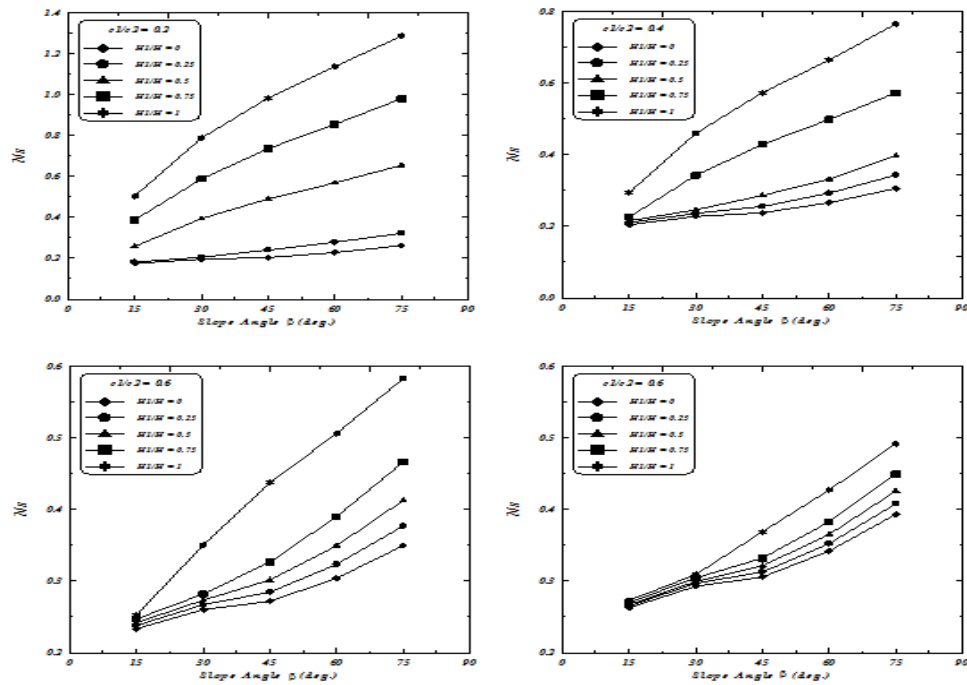 c1/c2 = 0.2
H1/H = 0
H1/H = 0.25
H1/H = 0.5
H1/H = 0.75
H1/H = 1
Ns
1.4
1.2
1.0
0.8
0.6
0.4
0.2
0.0
0 15 30 45 60 75 90
Slope Angle β (deg.)
c1/c2 = 0.4
H1/H = 0
H1/H = 0.25
H1/H = 0.5
H1/H = 0.75
H1/H = 1
Ns
0.8
0.6
0.4
0.2
0.0
0 15 30 45 60 75 90
Slope Angle β (deg.)
c1/c2 = 0.6
H1/H = 0
H1/H = 0.25
H1/H = 0.5
H1/H = 0.75
H1/H = 1
Ns
0.6
0.5
0.4
0.3
0.2
0 15 30 45 60 75 90
Slope Angle β (deg.)
c1/c2 = 0.6
H1/H = 0
H1/H = 0.25
H1/H = 0.5
H1/H = 0.75
H1/H = 1
Ns
0.6
0.5
0.4
0.3
0.2
0 15 30 45 60 75 90
Slope Angle β (deg.)